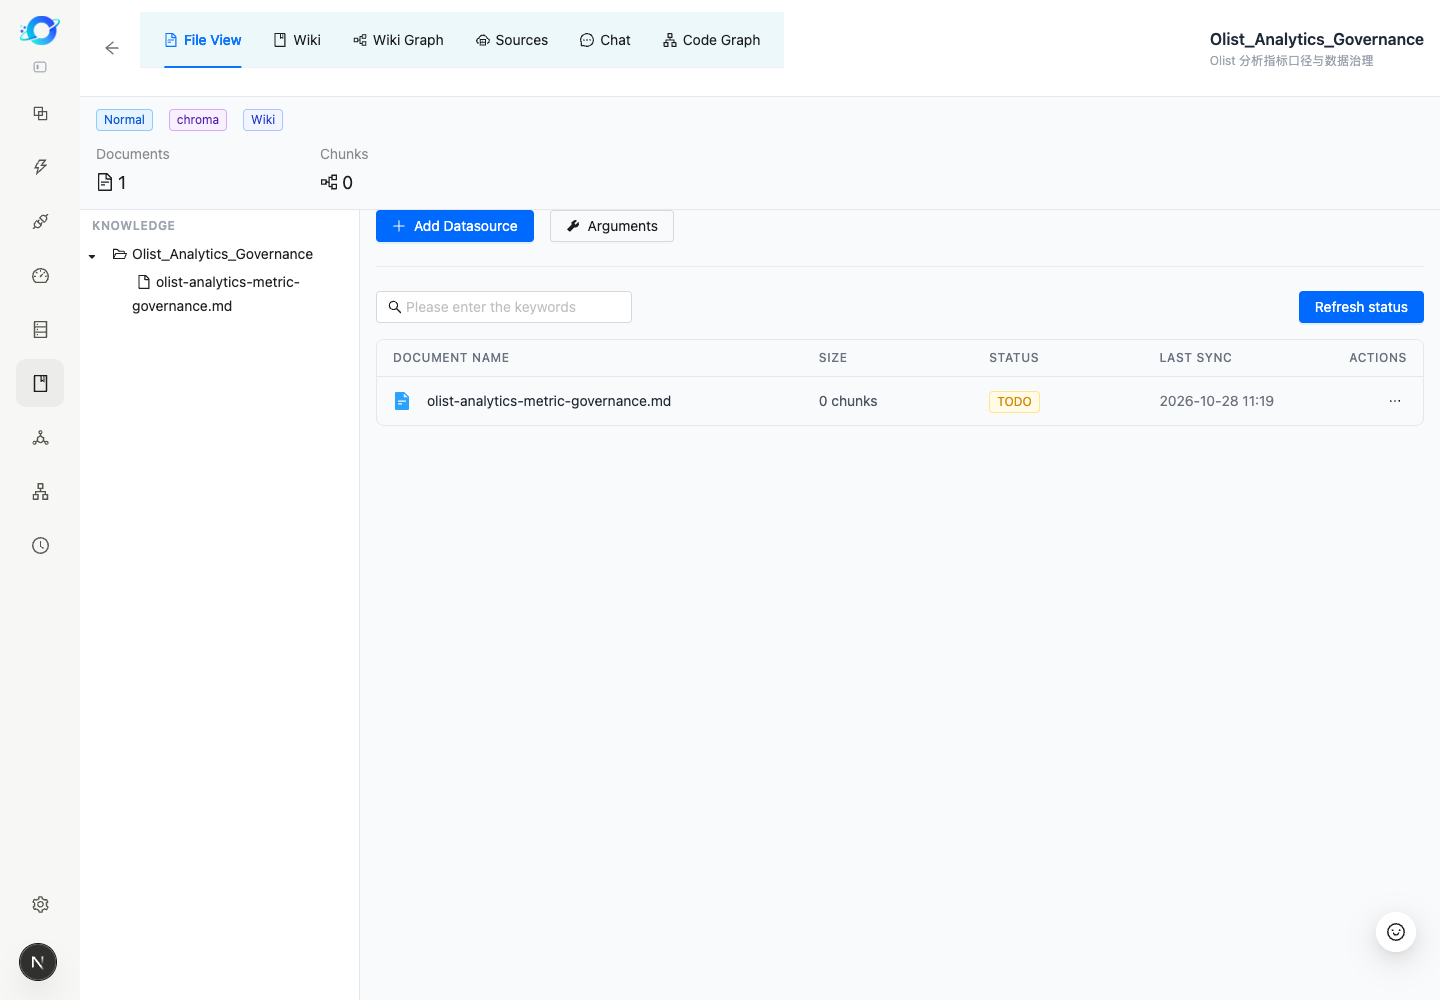 File View
Wiki
Wiki Graph
Sources
Chat
Code Graph
Olist_Analytics_Governance
Olist 分析指标口径与数据治理
Normal
chroma
Wiki
Documents
1
Chunks
0
KNOWLEDGE
Olist_Analytics_Governance
olist-analytics-metric-
governance.md
Add Datasource
Arguments
Please enter the keywords
Refresh status
DOCUMENT NAME
SIZE
STATUS
LAST SYNC
ACTIONS
olist-analytics-metric-governance.md
0 chunks
TODO
2026-10-28 11:19
N